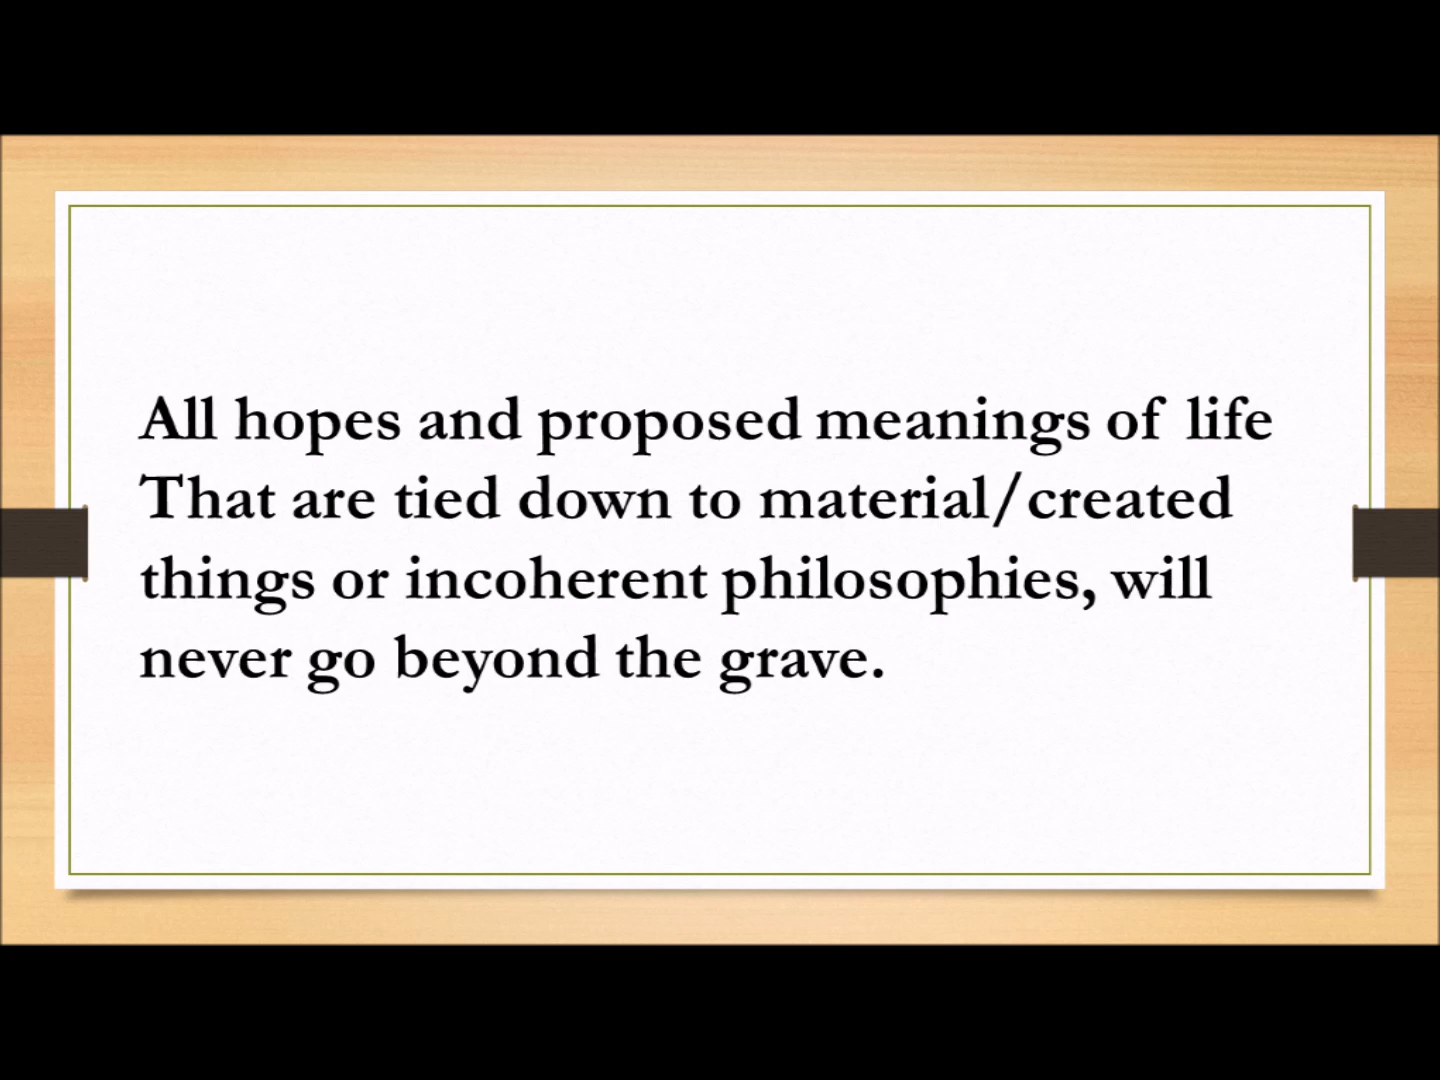 All hopes and proposed meanings of life
That are tied down to material/created
things or incoherent philosophies, will
never go beyond the grave.